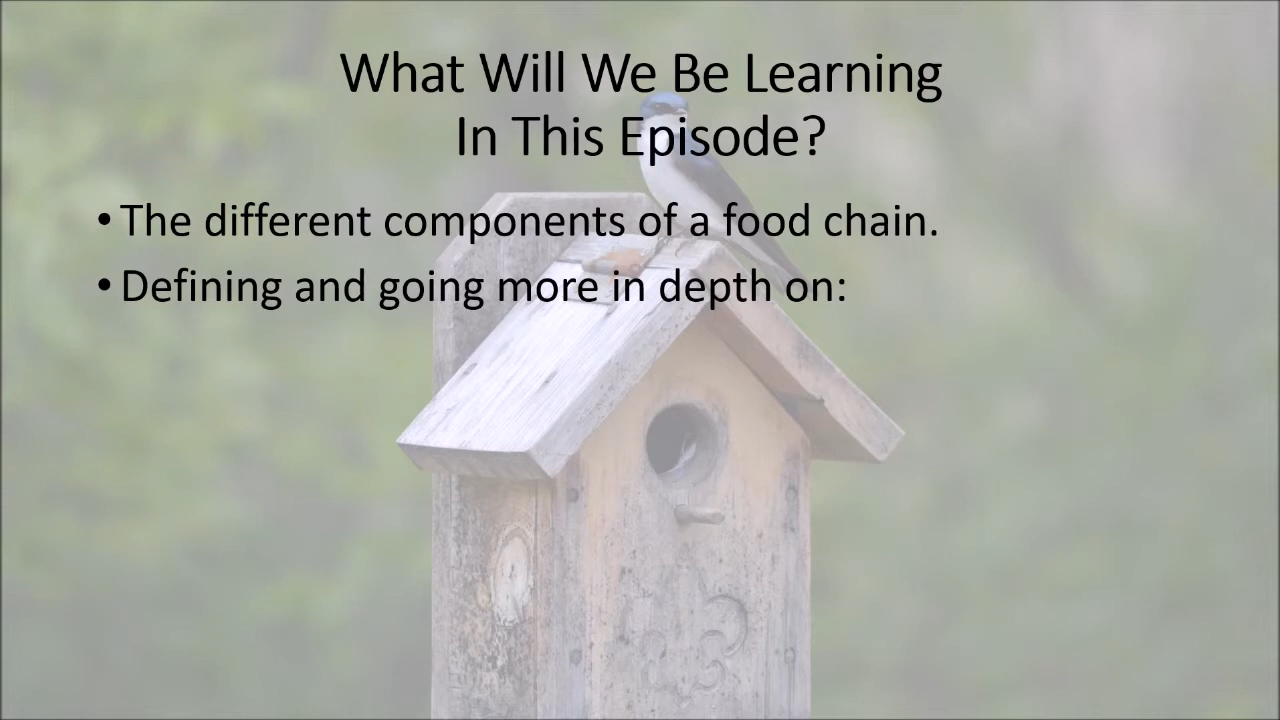 What Will We Be Learning
In This Episode?
• The different components of a food chain.
• Defining and going more in depth on: